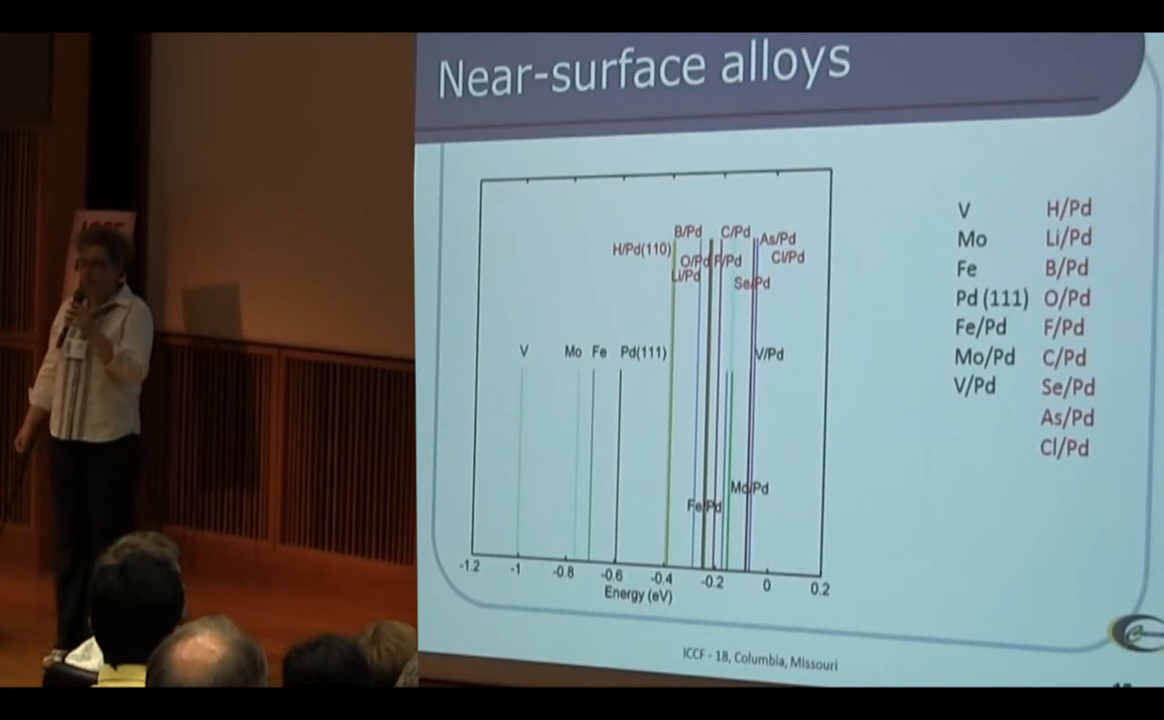 Near-surface alloys
B/Pd C/Pd
As/Pd
H/Pd(110)
O/Pd F/Pd Cl/Pd
Li/Pd
Se/Pd
V Mo Fe Pd(111) V/Pd
Mo/Pd
Fe/Pd
-1.2 -1 -0.8 -0.6 -0.4 -0.2 0 0.2
Energy (eV)
V H/Pd
Mo Li/Pd
Fe B/Pd
Pd (111) O/Pd
Fe/Pd F/Pd
Mo/Pd C/Pd
V/Pd Se/Pd
As/Pd
Cl/Pd
ICCF - 18, Columbia, Missouri